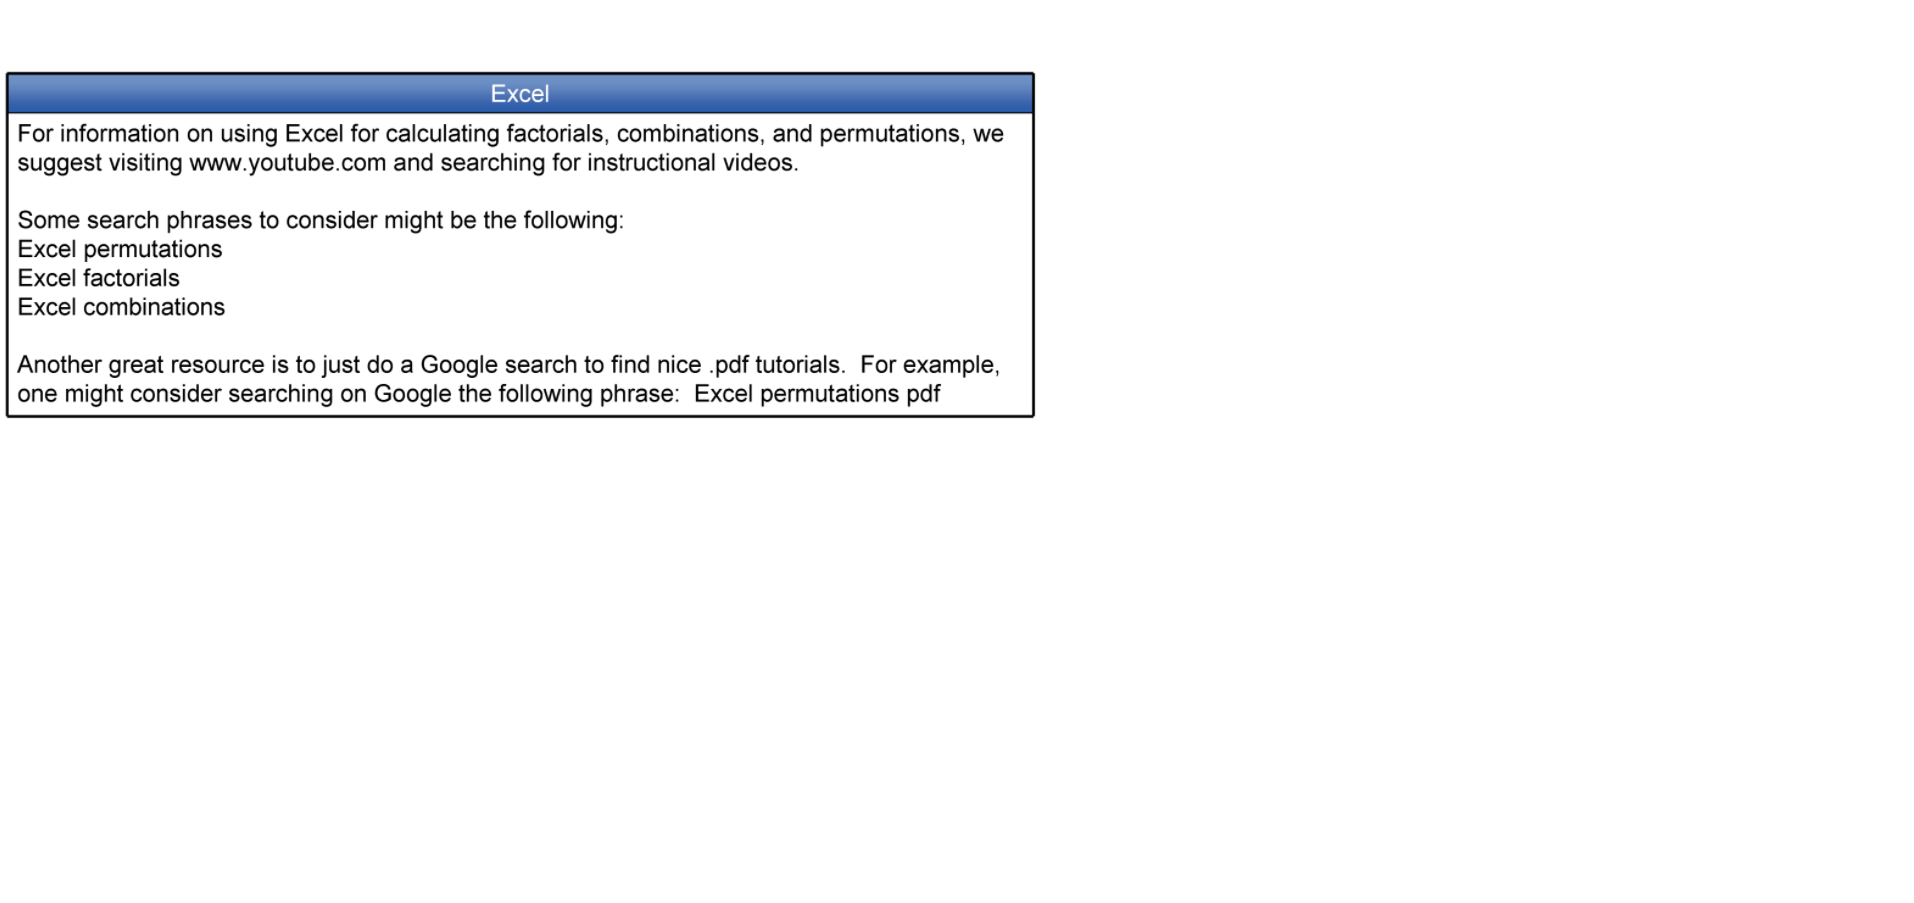 Excel
For information on using Excel for calculating factorials, combinations, and permutations, we
suggest visiting www.youtube.com and searching for instructional videos.
Some search phrases to consider might be the following:
Excel permutations
Excel factorials
Excel combinations
Another great resource is to just do a Google search to find nice .pdf tutorials.  For example,
one might consider searching on Google the following phrase:  Excel permutations pdf